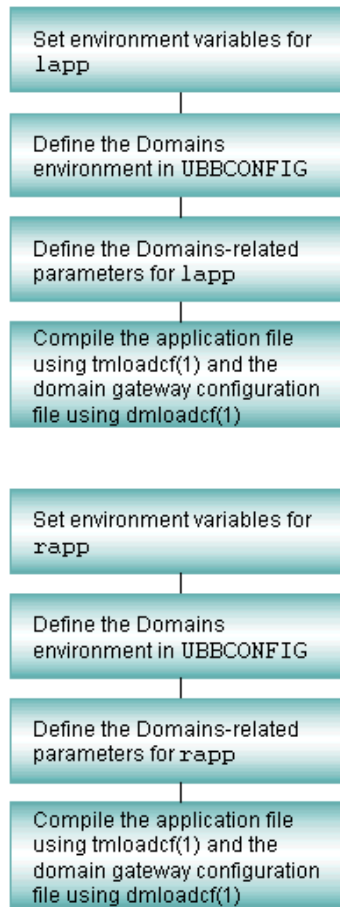 Set environment variables for
lapp
Define the Domains
environment in UBBCONFIG
Define the Domains-related
parameters for lapp
Compile the application file
using tmloadcf(1) and the
domain gateway configuration
file using dmloadcf(1)
Set environment variables for
rapp
Define the Domains
environment in UBBCONFIG
Define the Domains-related
parameters for rapp
Compile the application file
using tmloadcf(1) and the
domain gateway configuration
file using dmloadcf(1)